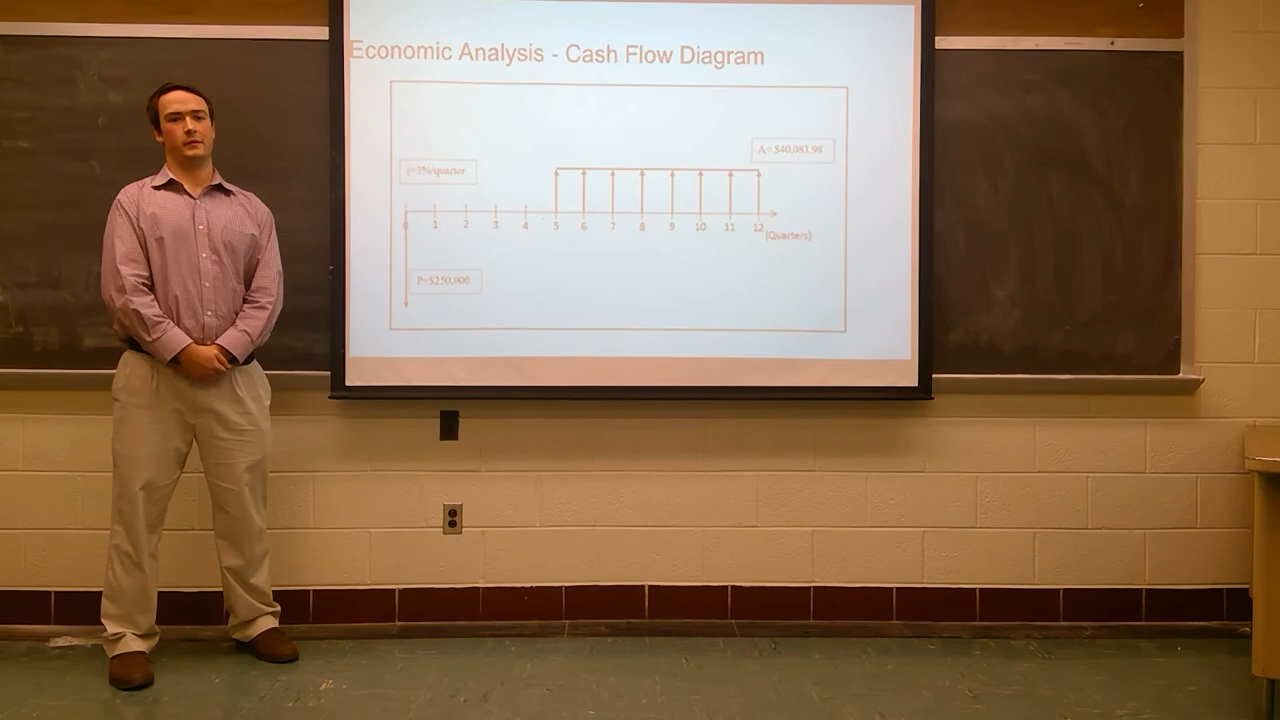 Economic Analysis - Cash Flow Diagram
A= $40,083.98
i=3%/quarter
0 1 2 3 4 5 6 7 8 9 10 11 12
(Quarters)
P=$250,000